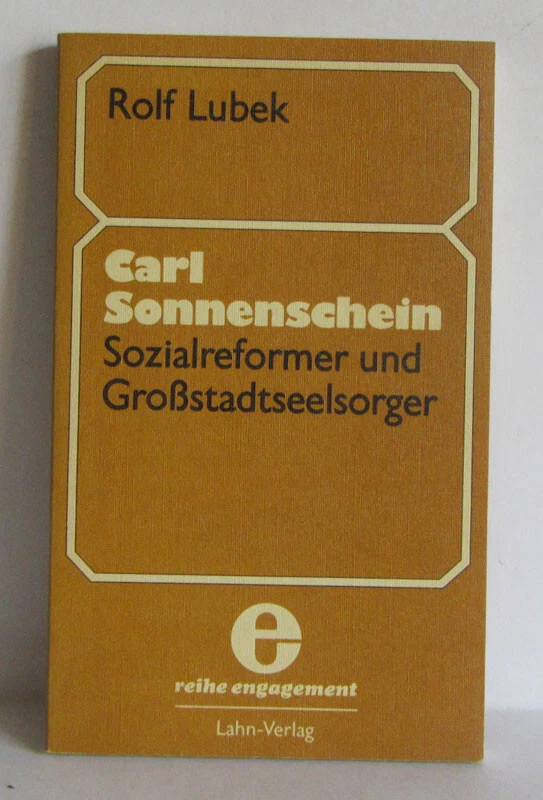 Rolf Lubek
Carl
Sonnenschein
Sozialreformer und
Großstadtseelsorger
e
reihe engagement
Lahn-Verlag